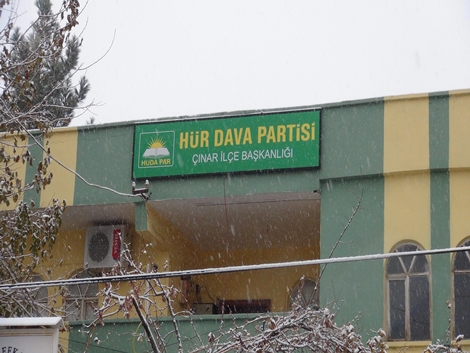 HÜR DAVA PARTİSİ
HÜDA PAR
ÇINAR İLÇE BAŞKANLIĞI